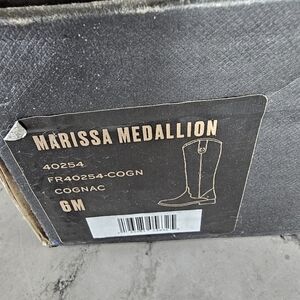 MARISSA MEDALLION
40254
FR40254-COGN
COGNAC
6M